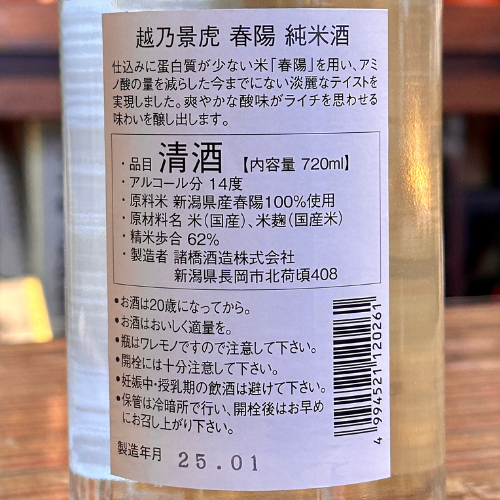 越乃景虎 春陽 純米酒
仕込みに蛋白質が少ない米「春陽」を用い、アミ
ノ酸の量を減らした今までにない淡麗なテイストを
実現しました。爽やかな酸味がライチを思わせる
味わいを醸し出します。
・品目 清酒 【内容量 720ml】
・アルコール分 14度
・原料米 新潟県産春陽100%使用
・原材料名 米(国産)、米麹(国産米)
・精米歩合 62%
・製造者 諸橋酒造株式会社
新潟県長岡市北荷頃408
•お酒は20歳になってから。
•お酒はおいしく適量を。
•瓶はワレモノですので注意して下さい。
•開栓には十分注意して下さい。
•妊娠中・授乳期の飲酒は避けて下さい。
•保管は冷暗所で行い、開栓後はお早め
にお召し上がり下さい。
4 994521 120261
製造年月 25.01